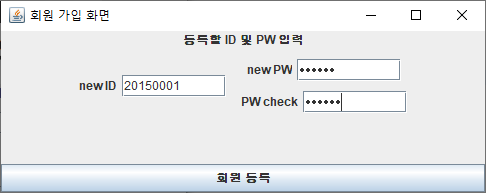 회원 가입 화면
등록할 ID 및 PW 입력
new ID 20150001
new PW ••••••
PW check ••••••
회원 등록